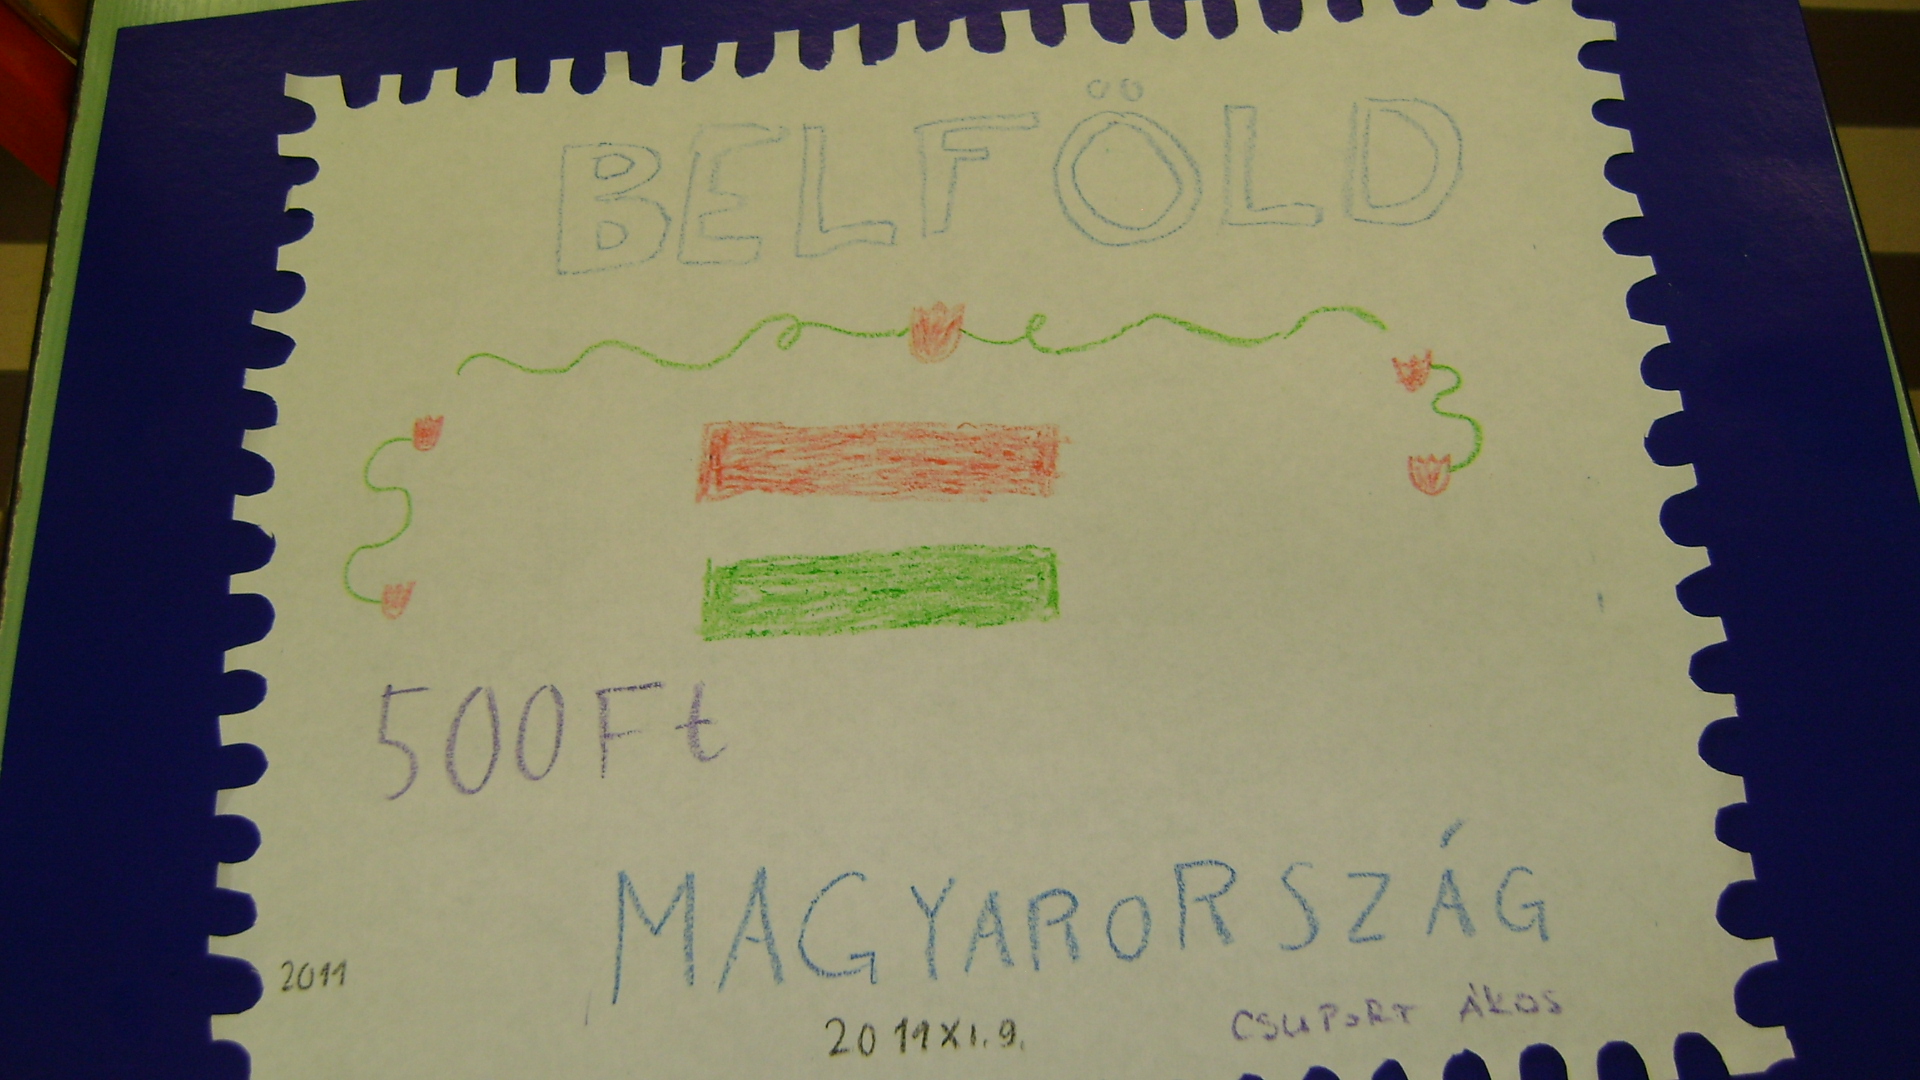 BELFÖLD
500Ft
MAGYARORSZÁG
2011
2011XI.9.
CSUPORT ÁKOS